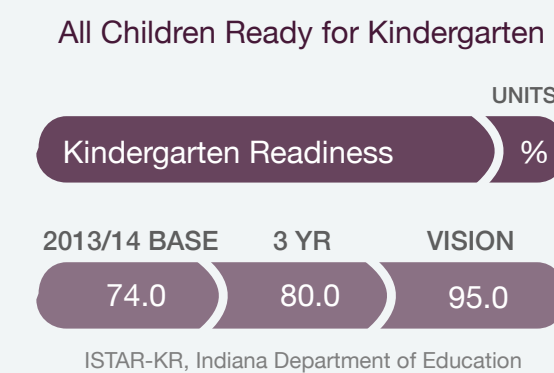 All Children Ready for Kindergarten
UNITS
Kindergarten Readiness %
2013/14 BASE 3 YR VISION
74.0 80.0 95.0
ISTAR-KR, Indiana Department of Education